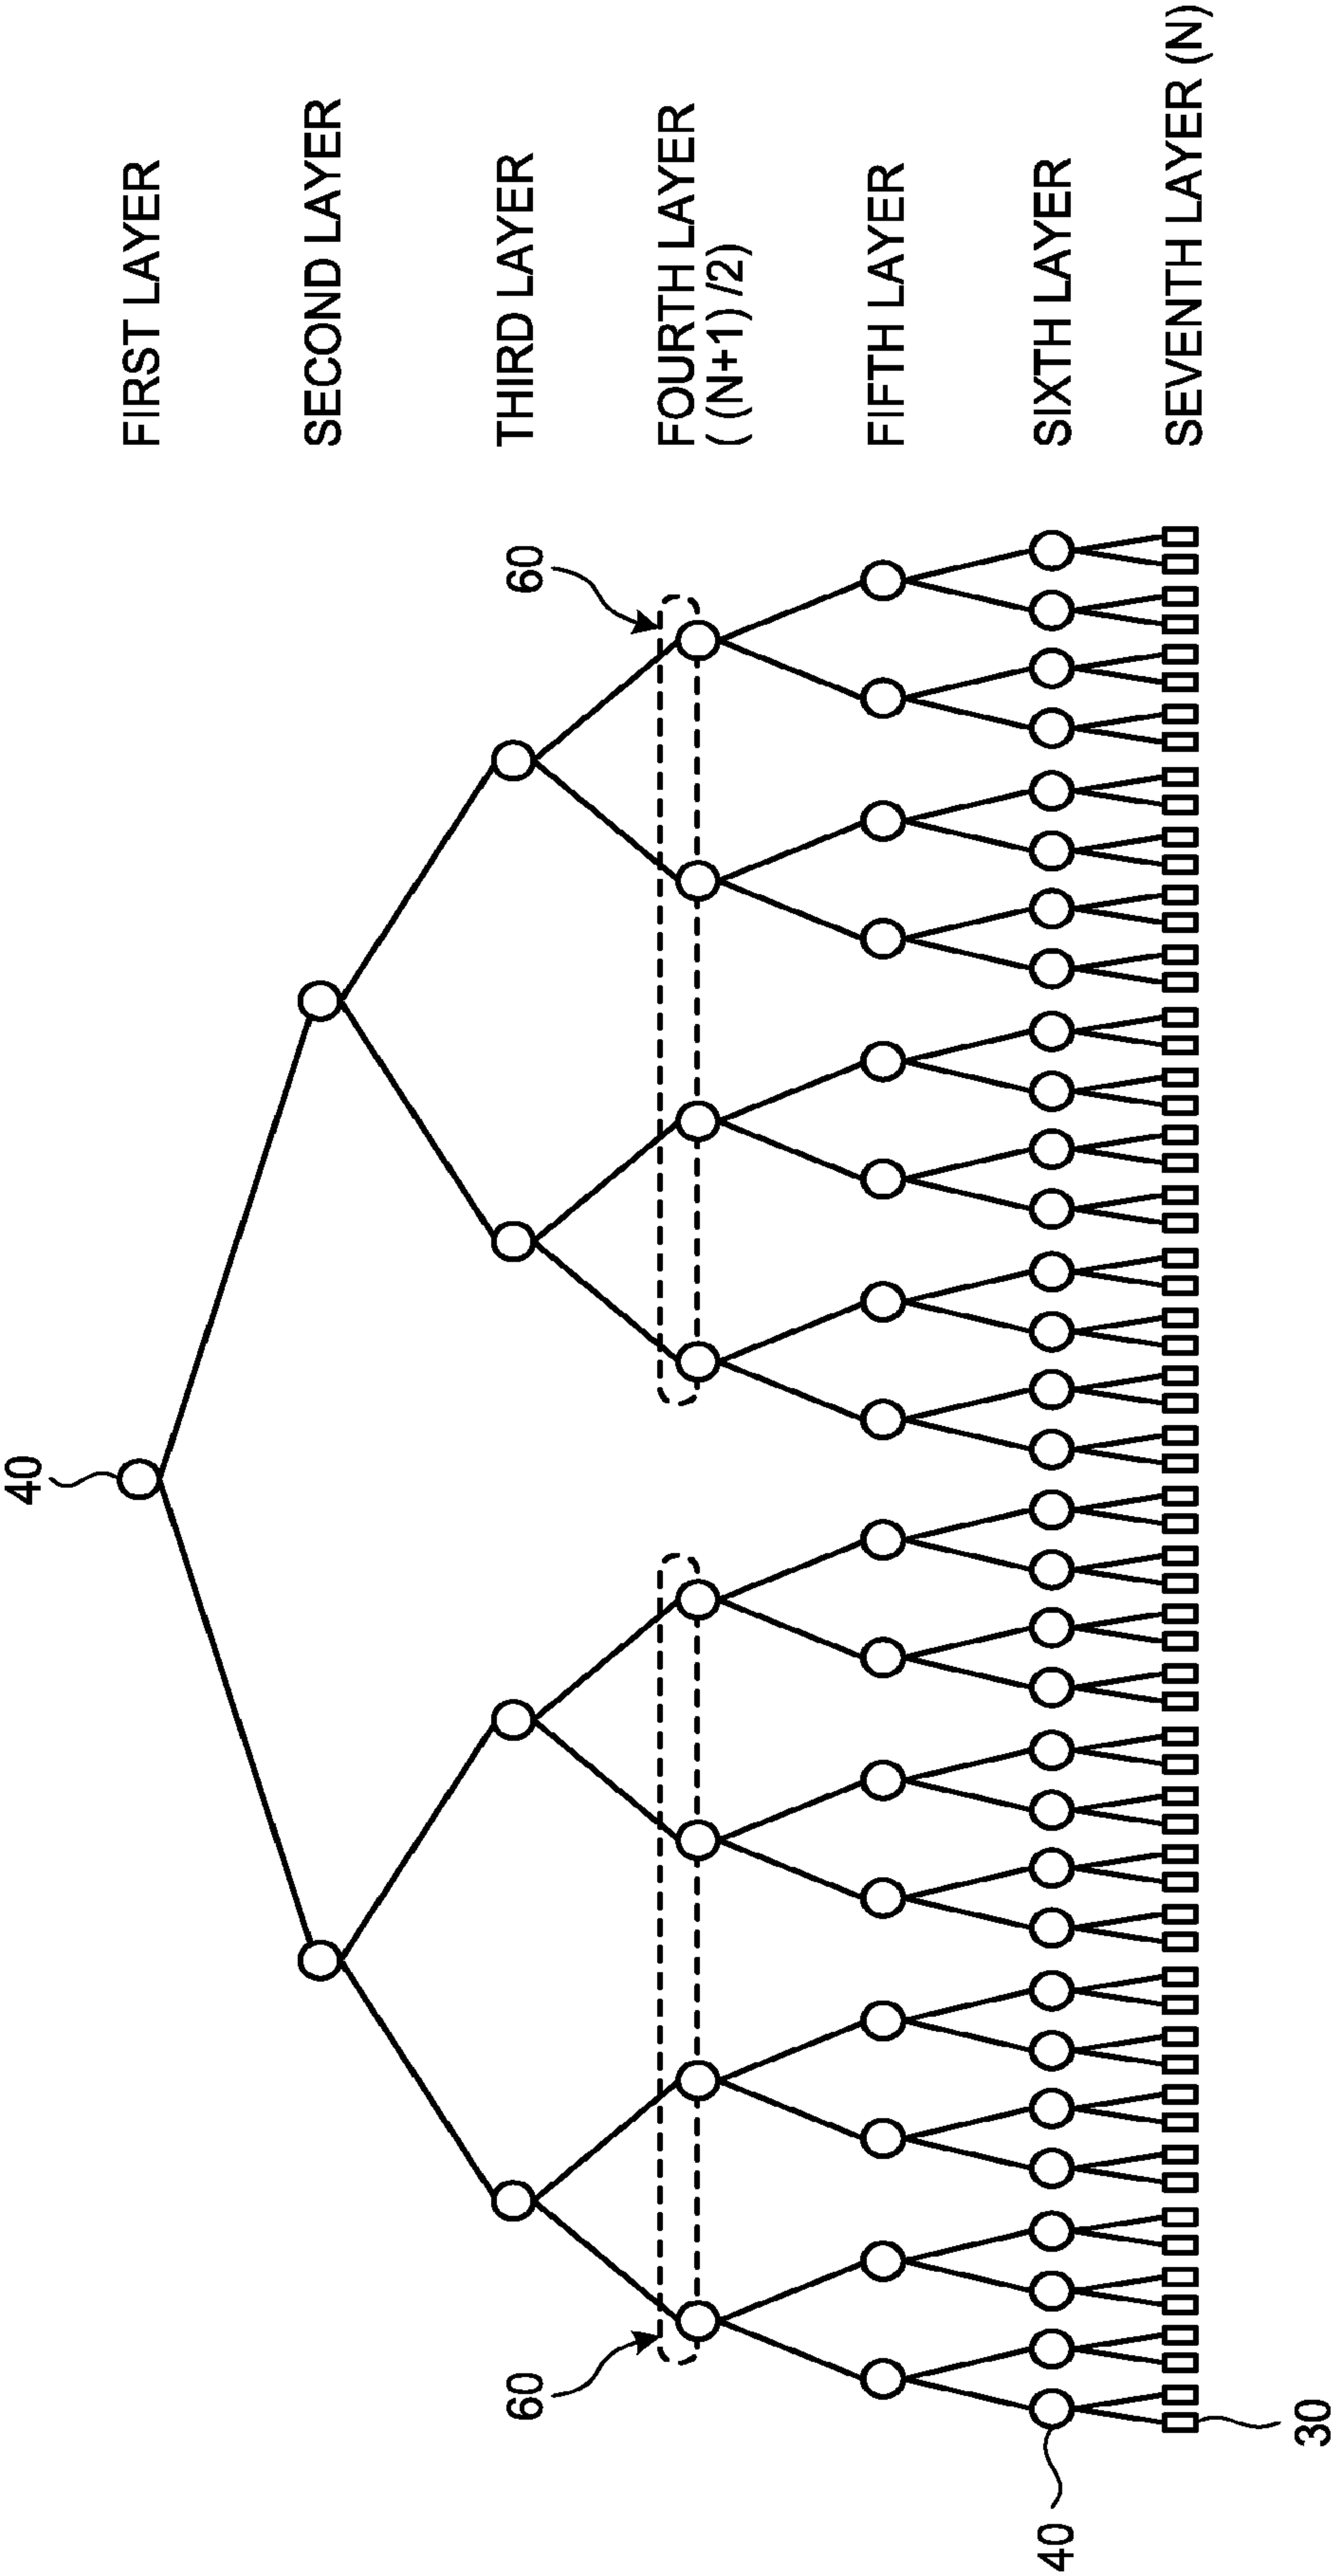 40
FIRST LAYER
SECOND LAYER
THIRD LAYER
60
60
FOURTH LAYER
( (N+1) /2)
FIFTH LAYER
40
SIXTH LAYER
30
SEVENTH LAYER (N)